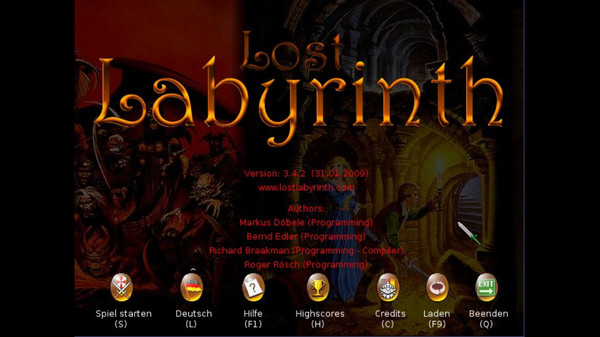 Lost
Labyrinth
Version: 3.4.2 (31.01.2009)
www.lostlabyrinth.com
Authors:
Markus Döbele (Programming)
Bernd Edler (Programming)
Richard Braakman (Programming - Compiler)
Roger Rösch (Programming)
Spiel starten
(S)
Deutsch
(L)
Hilfe
(F1)
Highscores
(H)
Credits
(C)
Laden
(F9)
EXIT
Beenden
(Q)